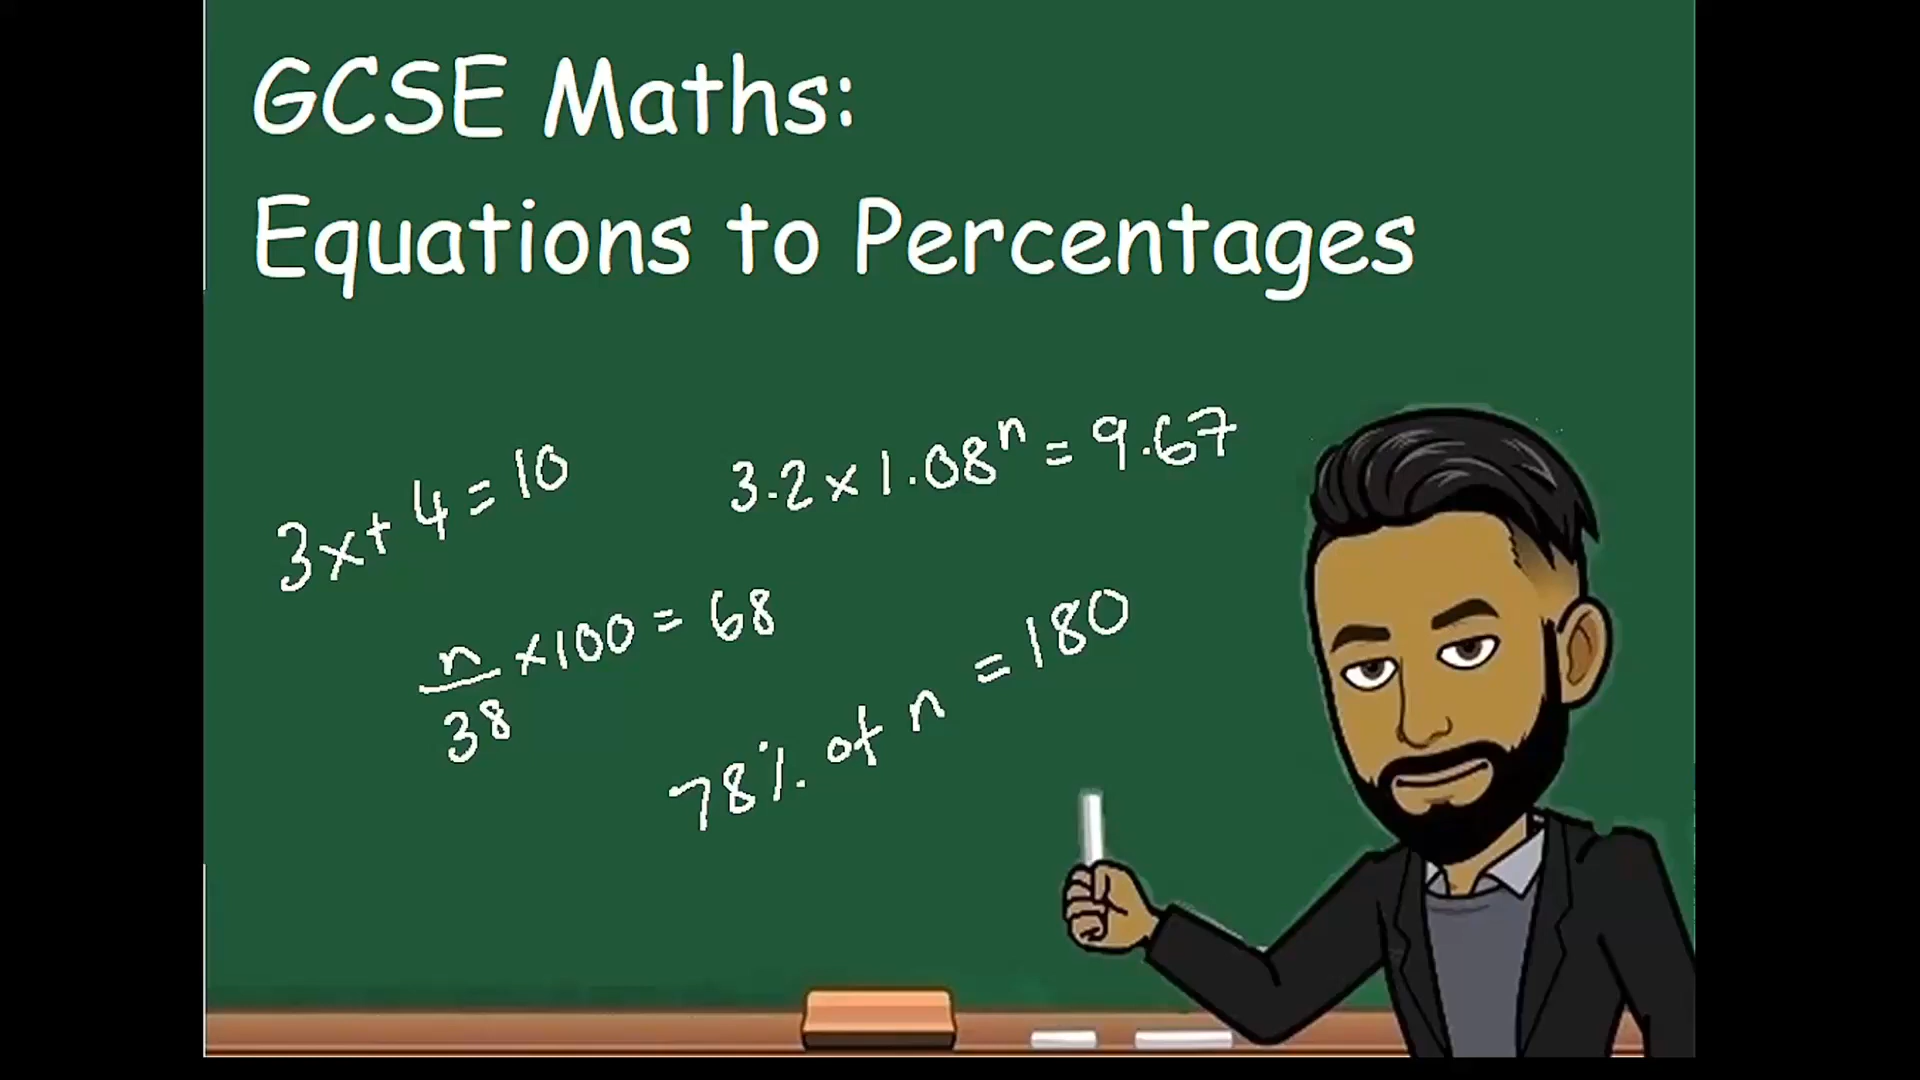 GCSE Maths:
Equations to Percentages
3x+4=10
3.2×1.08ⁿ=9.67
n/38 ×100=68
78% of n =180